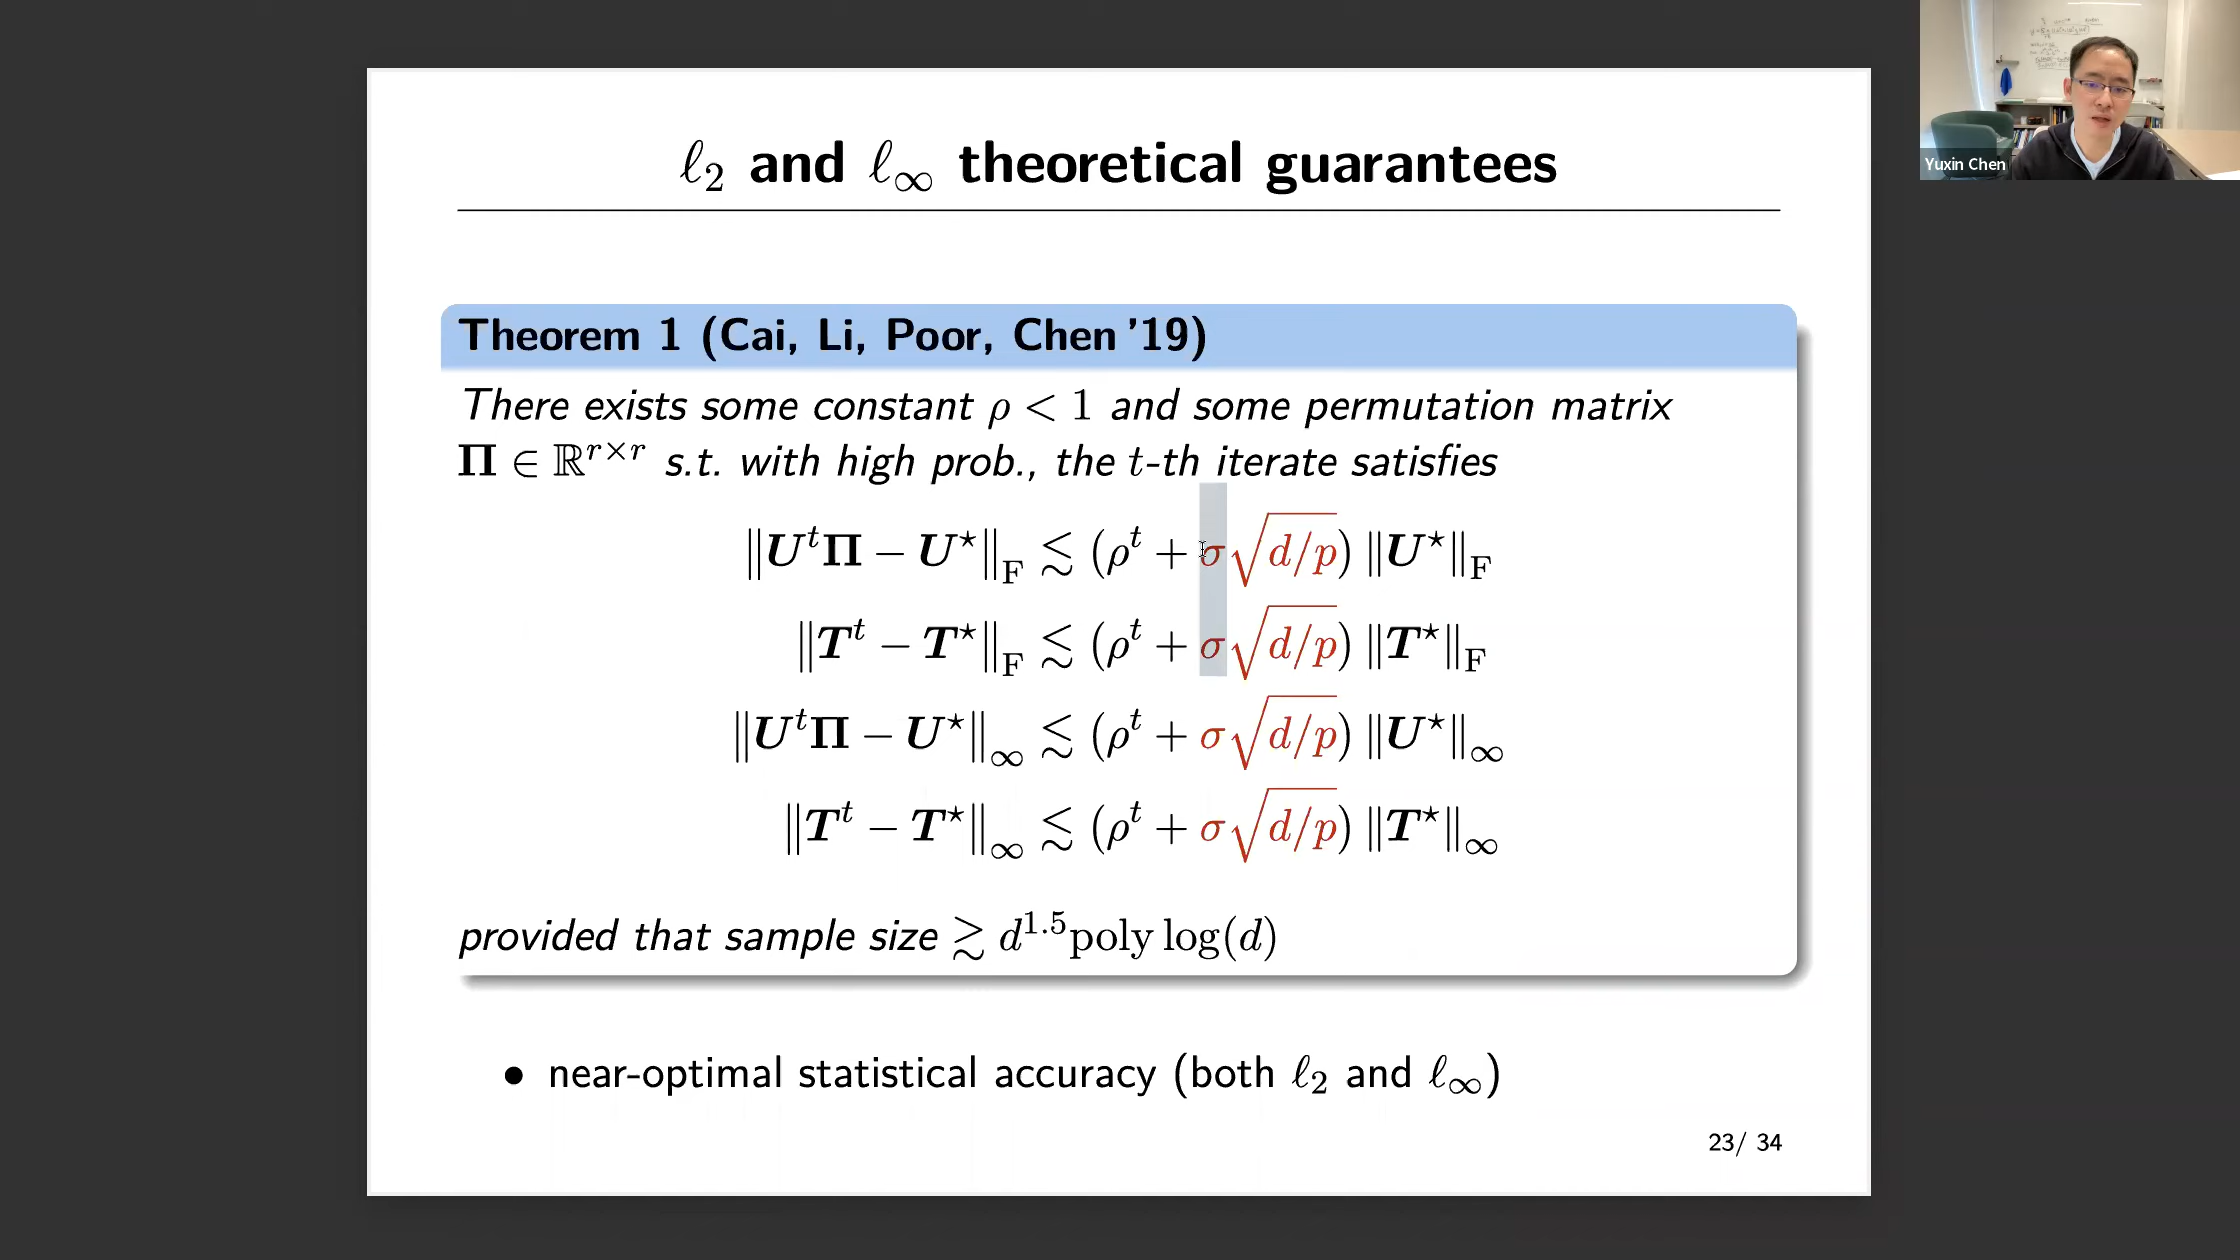 ℓ₂ and ℓ∞ theoretical guarantees
Yuxin Chen
Theorem 1 (Cai, Li, Poor, Chen ’19)
There exists some constant ρ < 1 and some permutation matrix
Π ∈ ℝ^{r×r} s.t. with high prob., the t-th iterate satisfies
‖U^tΠ − U^⋆‖_F ≲ (ρ^t + σ√(d/p)) ‖U^⋆‖_F
‖T^t − T^⋆‖_F ≲ (ρ^t + σ√(d/p)) ‖T^⋆‖_F
‖U^tΠ − U^⋆‖_∞ ≲ (ρ^t + σ√(d/p)) ‖U^⋆‖_∞
‖T^t − T^⋆‖_∞ ≲ (ρ^t + σ√(d/p)) ‖T^⋆‖_∞
provided that sample size ≳ d^{1.5}poly log(d)
• near-optimal statistical accuracy (both ℓ₂ and ℓ∞)
23/ 34